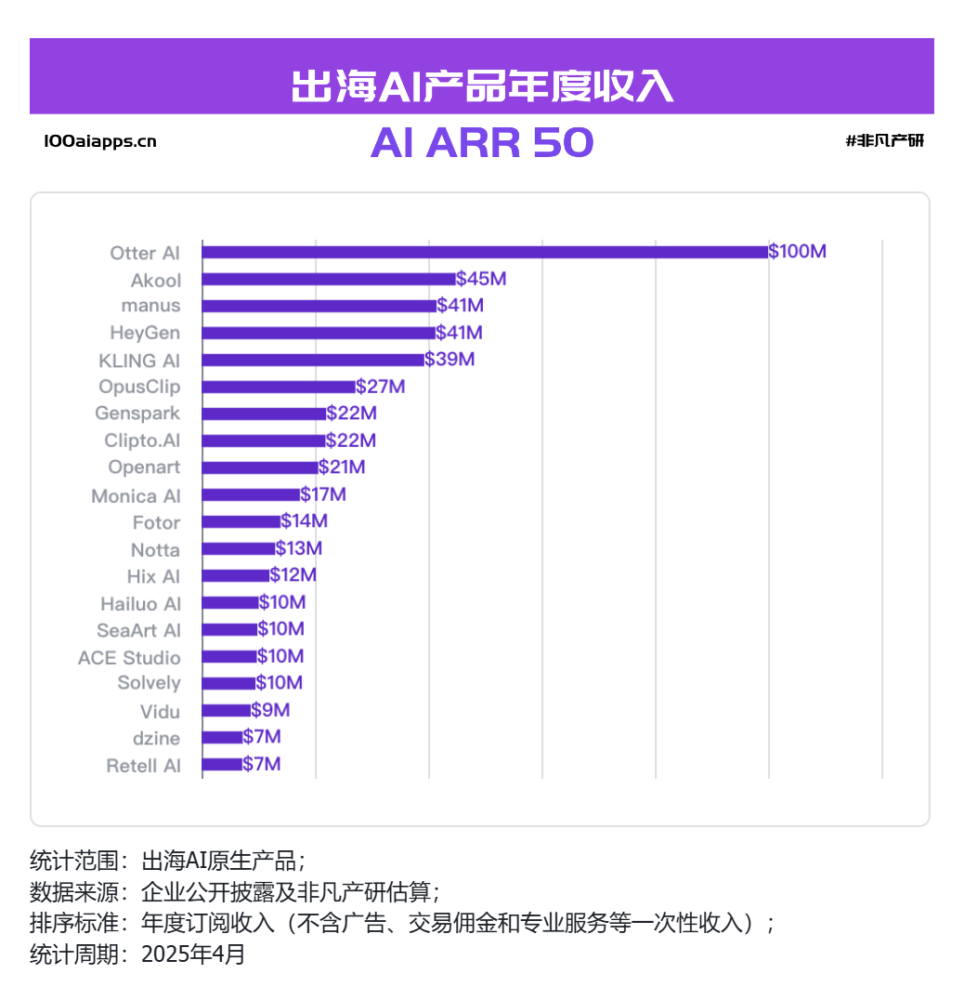 出海AI产品年度收入
100aiapps.cn
AI ARR 50
#非凡产研
Otter AI $100M
Akool $45M
manus $41M
HeyGen $41M
KLING AI $39M
OpusClip $27M
Genspark $22M
Clipto.AI $22M
Openart $21M
Monica AI $17M
Fotor $14M
Notta $13M
Hix AI $12M
Hailuo AI $10M
SeaArt AI $10M
ACE Studio $10M
Solvely $10M
Vidu $9M
dzine $7M
Retell AI $7M
统计范围：出海AI原生产品；
数据来源：企业公开披露及非凡产研估算；
排序标准：年度订阅收入（不含广告、交易佣金和专业服务等一次性收入）；
统计周期：2025年4月